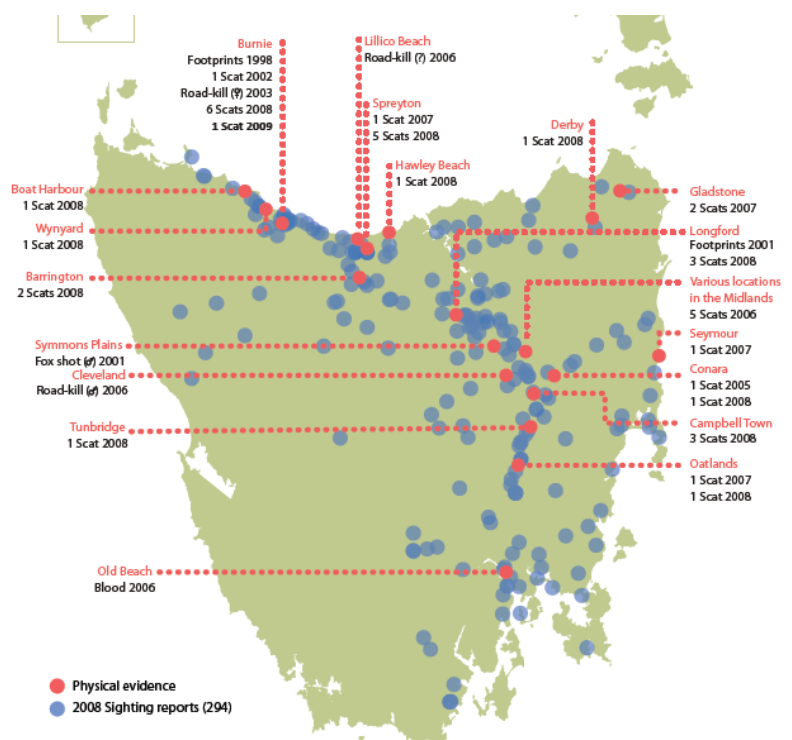 Burnie
Footprints 1998
1 Scat 2002
Road-kill (♀) 2003
6 Scats 2008
1 Scat 2009
Lillico Beach
Road-kill (?) 2006
Spreyton
1 Scat 2007
5 Scats 2008
Hawley Beach
1 Scat 2008
Derby
1 Scat 2008
Boat Harbour
1 Scat 2008
Wynyard
1 Scat 2008
Barrington
2 Scats 2008
Symmons Plains
Fox shot (♂) 2001
Cleveland
Road-kill (♂) 2006
Tunbridge
1 Scat 2008
Old Beach
Blood 2006
Gladstone
2 Scats 2007
Longford
Footprints 2001
3 Scats 2008
Various locations
in the Midlands
5 Scats 2006
Seymour
1 Scat 2007
Conara
1 Scat 2005
1 Scat 2008
Campbell Town
3 Scats 2008
Oatlands
1 Scat 2007
1 Scat 2008
Physical evidence
2008 Sighting reports (294)